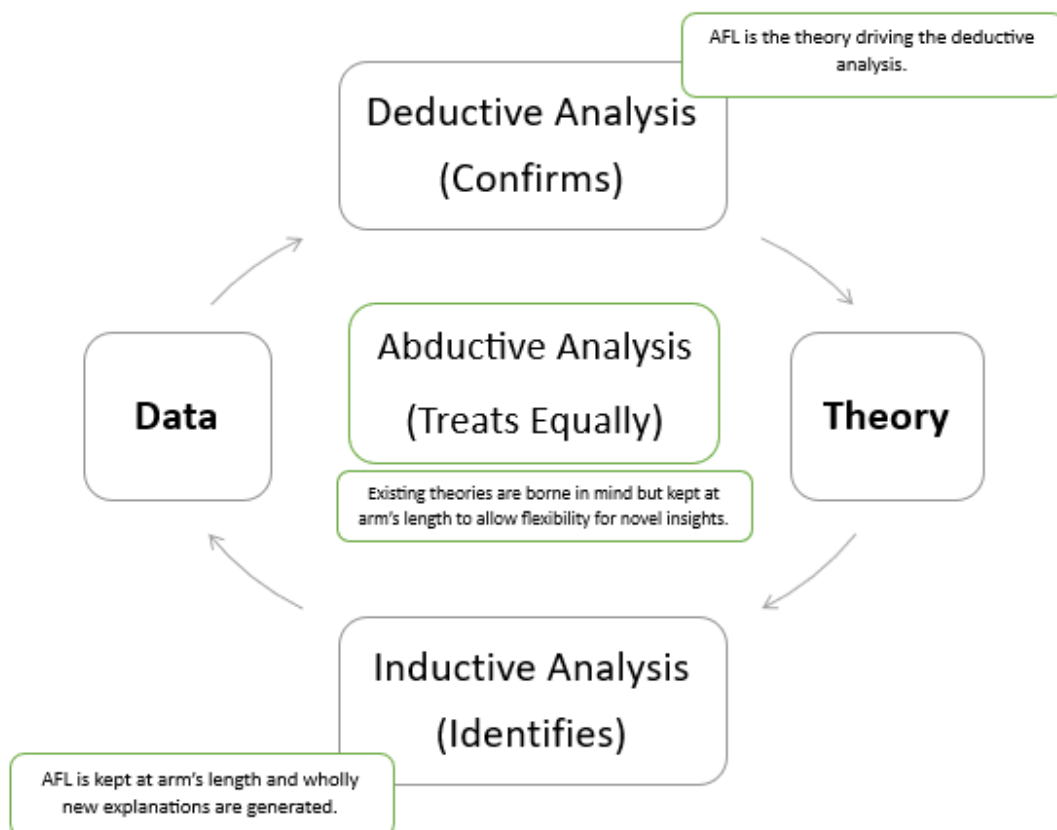 AFL is the theory driving the deductive
analysis.
Deductive Analysis
(Confirms)
Abductive Analysis
(Treats Equally)
Data
Theory
Existing theories are borne in mind but kept at
arm’s length to allow flexibility for novel insights.
Inductive Analysis
(Identifies)
AFL is kept at arm’s length and wholly
new explanations are generated.